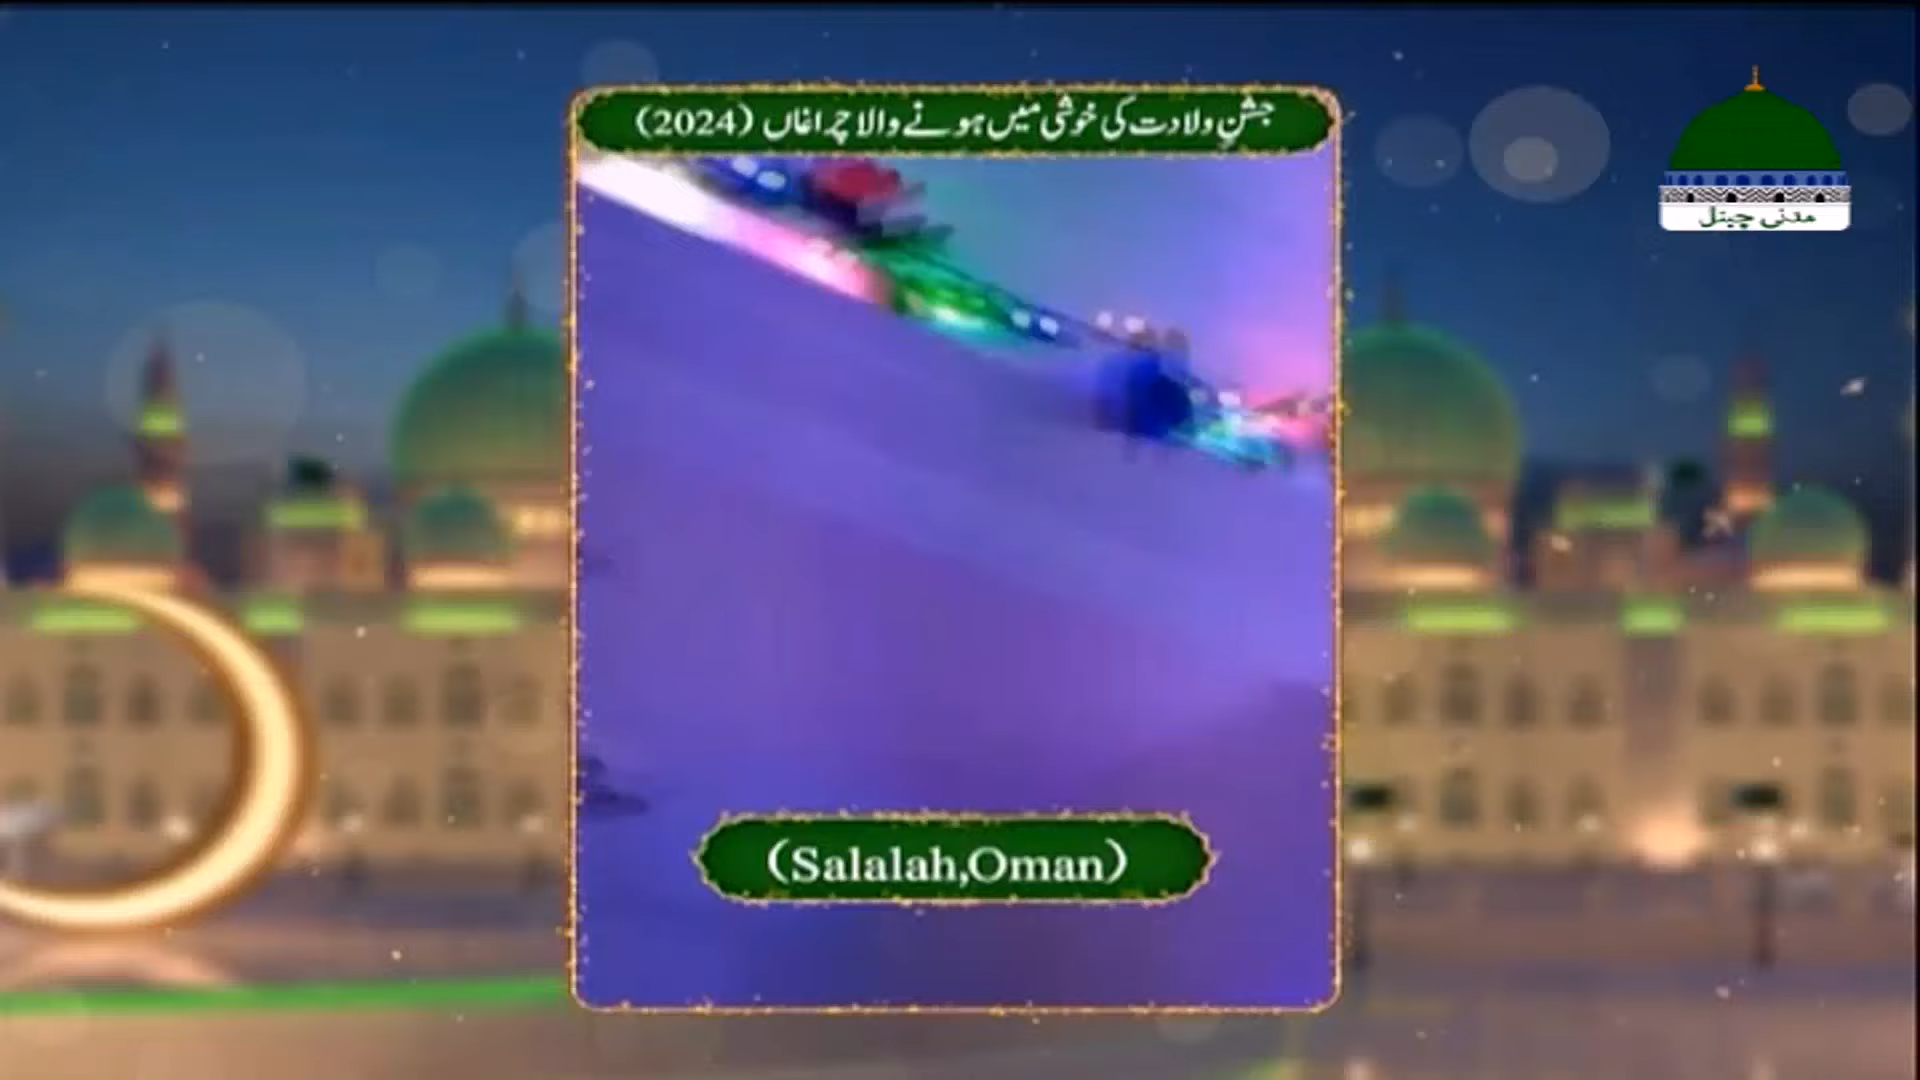 جشنِ ولادت کی خوشی میں ہونے والا چراغاں (2024)
مدنی چینل
(Salalah,Oman)